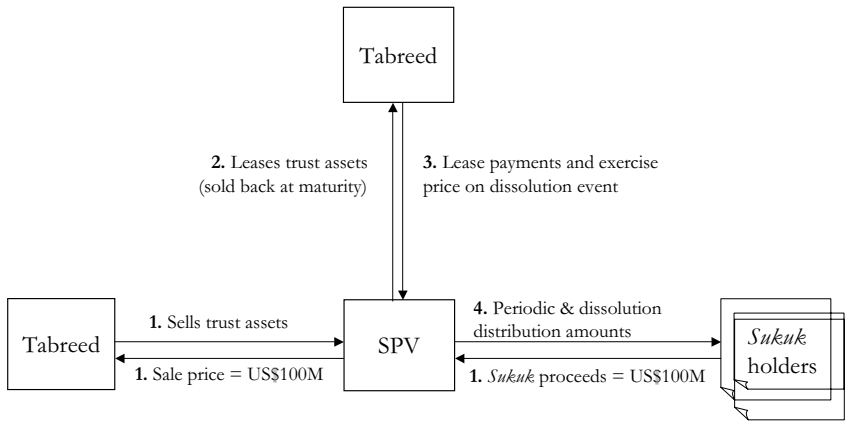 Tabreed
2. Leases trust assets
(sold back at maturity)
3. Lease payments and exercise
price on dissolution event
Tabreed
1. Sells trust assets
1. Sale price = US$100M
SPV
4. Periodic & dissolution
distribution amounts
1. Sukuk proceeds = US$100M
Sukuk
holders